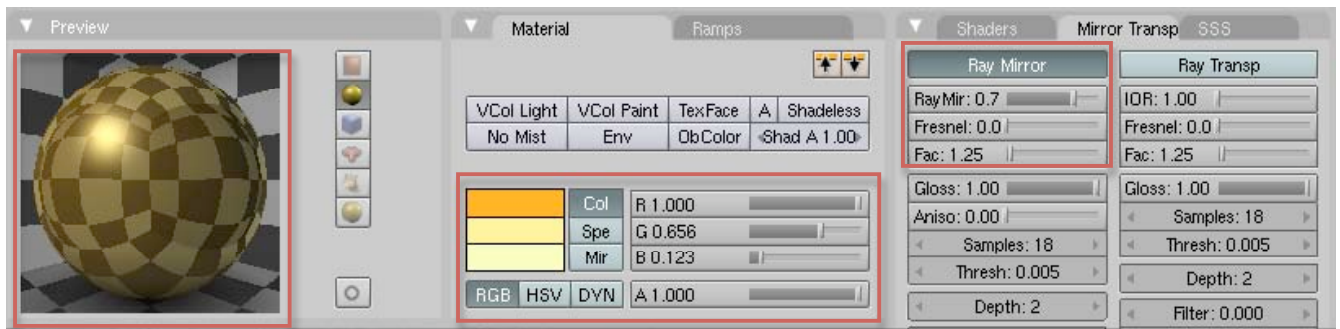 Preview
Material
Ramps
VCol Light
VCol Paint
TexFace
A
Shadeless
No Mist
Env
ObColor
Shad A 1.00
Col
Spe
Mir
R 1.000
G 0.656
B 0.123
RGB
HSV
DYN
A 1.000
Shaders
Mirro
r Transp
SSS
Ray Mirror
RayMir: 0.7
Fresnel: 0.0
Fac: 1.25
Gloss: 1.00
Aniso: 0.00
Samples: 18
Thresh: 0.005
Depth: 2
Ray Transp
IOR: 1.00
Fresnel: 0.0
Fac: 1.25
Gloss: 1.00
Samples: 18
Thresh: 0.005
Depth: 2
Filter: 0.000